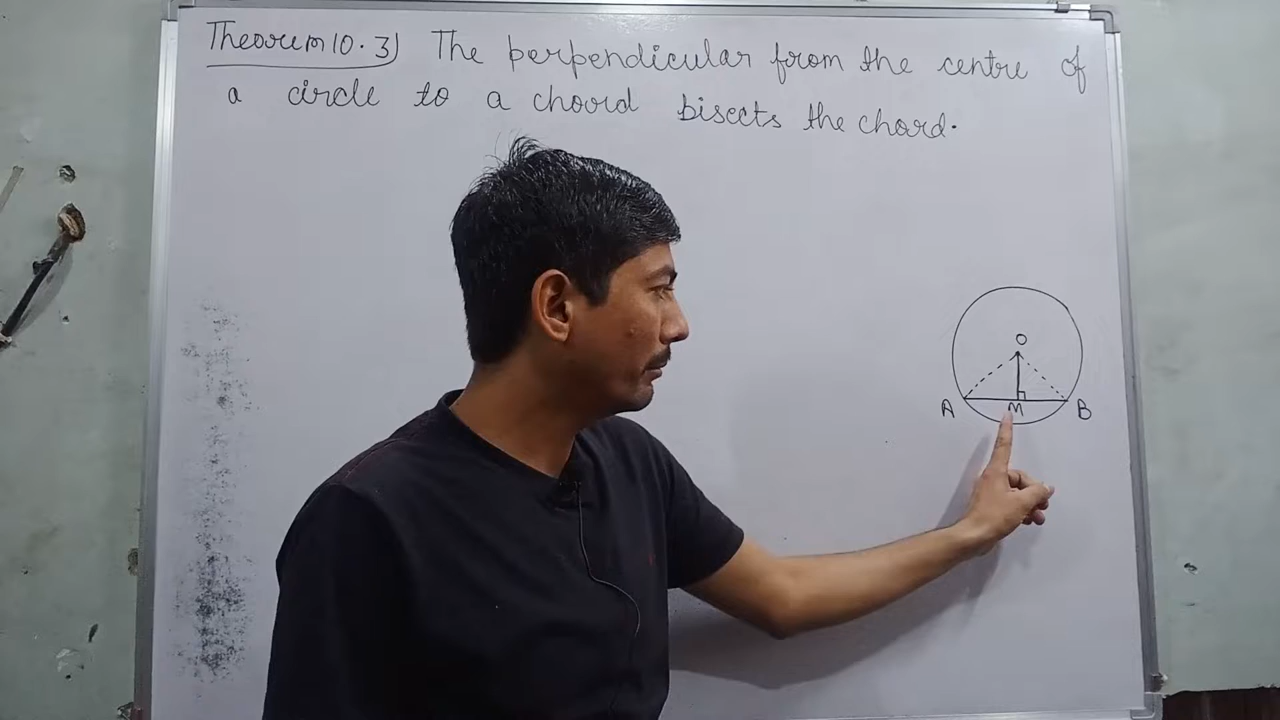 Theorem 10.3) The perpendicular from the centre of
a circle to a chord bisects the chord.
O
A M B